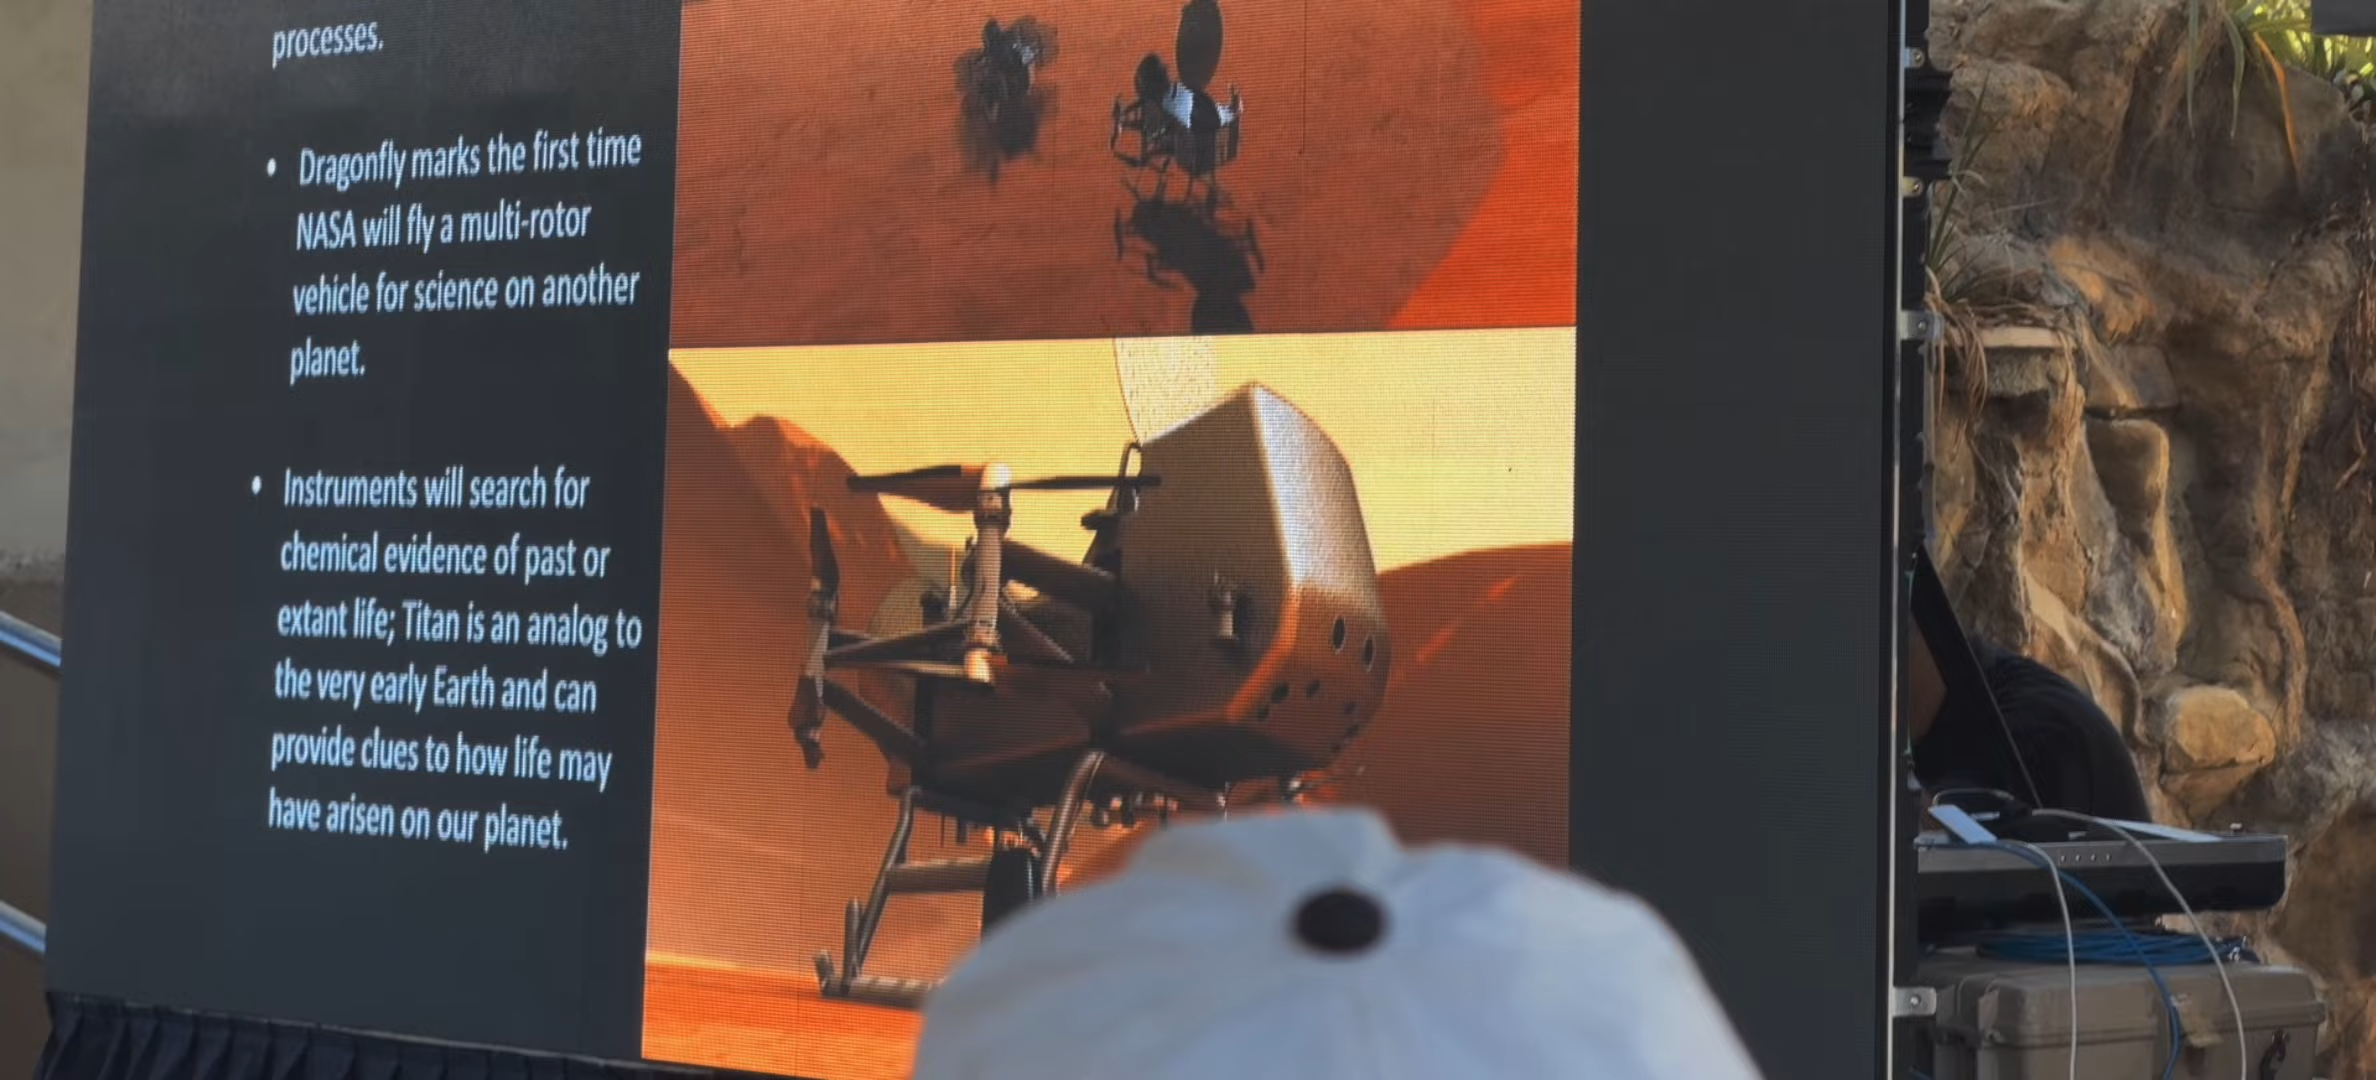 processes.
• Dragonfly marks the first time
NASA will fly a multi-rotor
vehicle for science on another
planet.
• Instruments will search for
chemical evidence of past or
extant life; Titan is an analog to
the very early Earth and can
provide clues to how life may
have arisen on our planet.